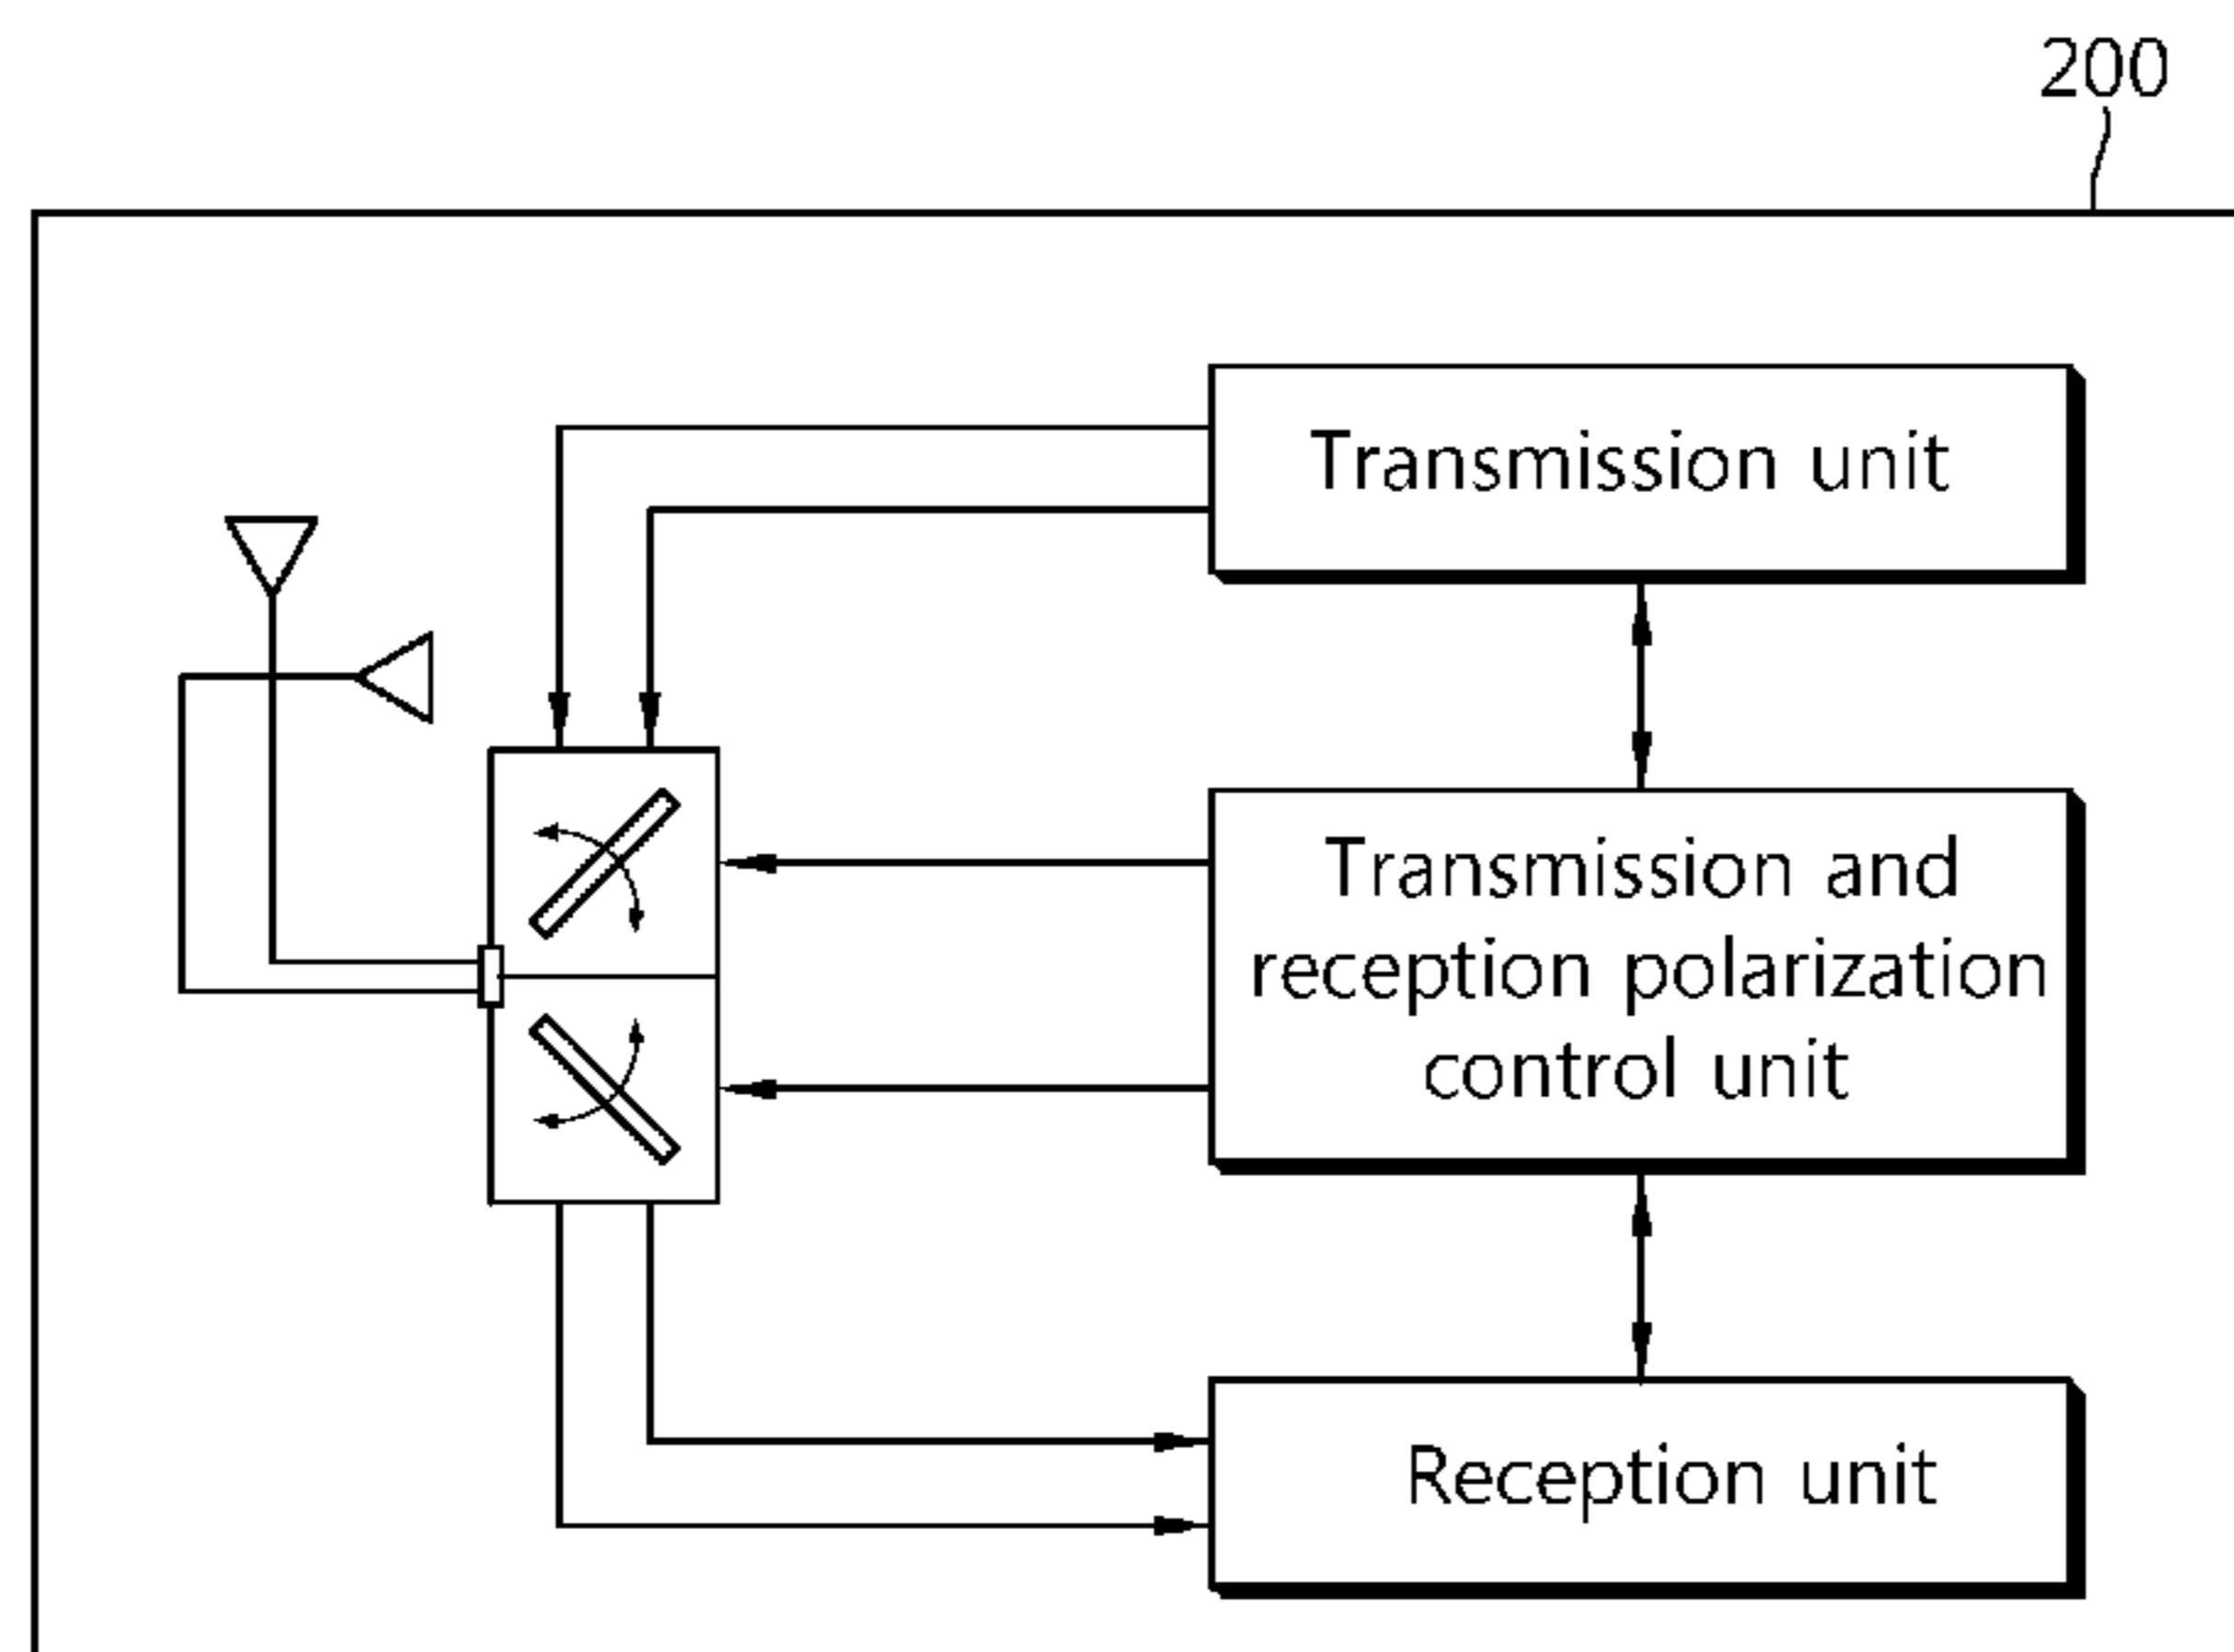 200
Transmission unit
Transmission and
reception polarization
control unit
Reception unit